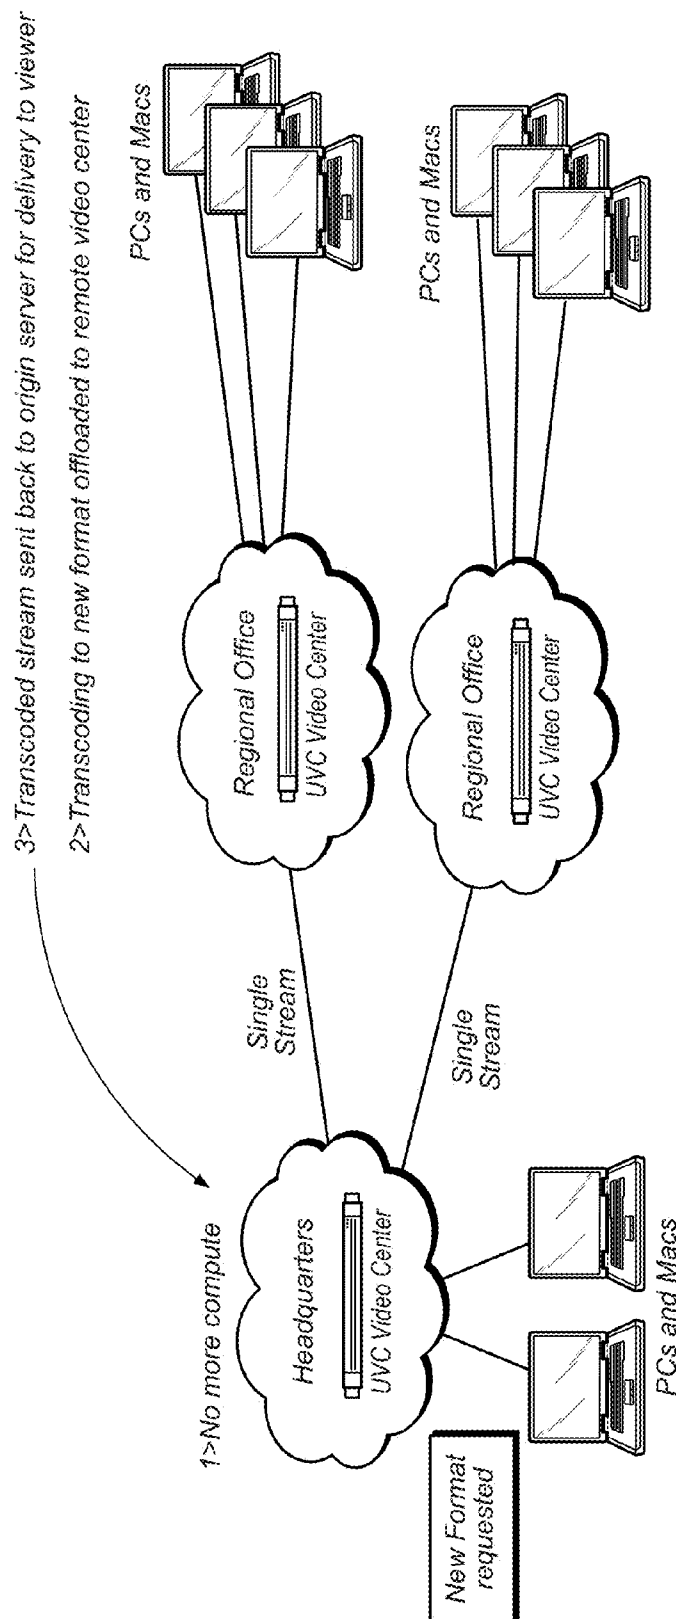 3>Transcoded stream sent back to origin server for delivery to viewer
2>Transcoding to new format offloaded to remote video center
1>No more compute
PCs and Macs
Regional Office
UVC Video Center
Single
Stream
Headquarters
UVC Video Center
PCs and Macs
Regional Office
UVC Video Center
Single
Stream
New Format
requested
PCs and Macs